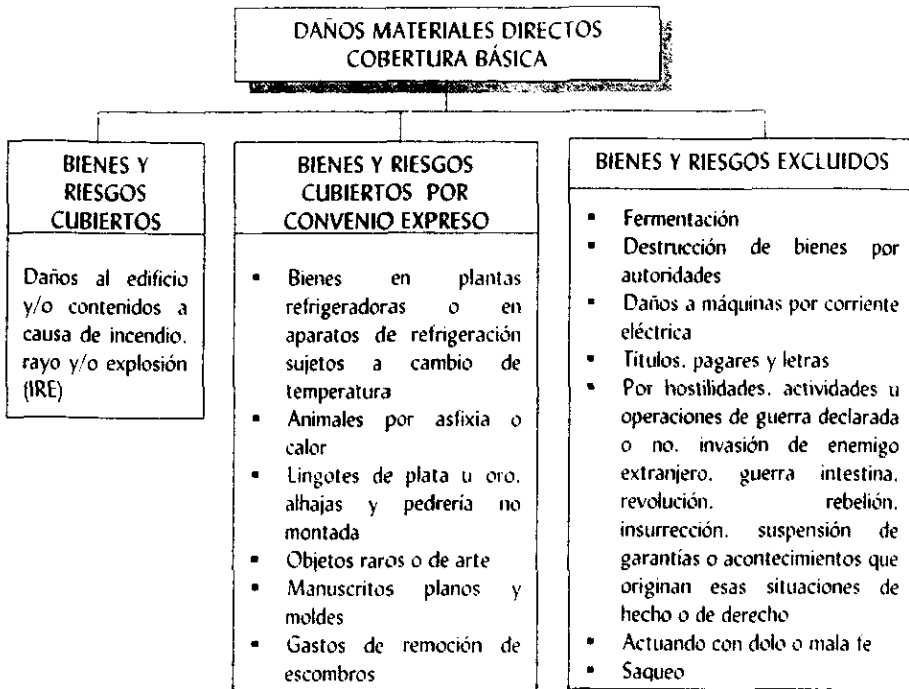 DAÑOS MATERIALES DIRECTOS
COBERTURA BÁSICA
BIENES Y
RIESGOS
CUBIERTOS
Daños al edificio
y/o contenidos a
causa de incendio,
rayo y/o explosión
(IRE)
BIENES Y RIESGOS
CUBIERTOS POR
CONVENIO EXPRESO
▪ Bienes en plantas
refrigeradoras o en
aparatos de refrigeración
sujetos a cambio de
temperatura
▪ Animales por asfixia o
calor
▪ Lingotes de plata u oro,
alhajas y pedrería no
montada
▪ Objetos raros o de arte
▪ Manuscritos planos y
moldes
▪ Gastos de remoción de
escombros
BIENES Y RIESGOS EXCLUIDOS
▪ Fermentación
▪ Destrucción de bienes por
autoridades
▪ Daños a máquinas por corriente
eléctrica
▪ Titulos, pagares y letras
▪ Por hostilidades, actividades u
operaciones de guerra declarada
o no, invasión de enemigo
extranjero, guerra intestina,
revolución, rebelión,
insurrección, suspensión de
garantías o acontecimientos que
originan esas situaciones de
hecho o de derecho
▪ Actuando con dolo o mala fe
▪ Saqueo